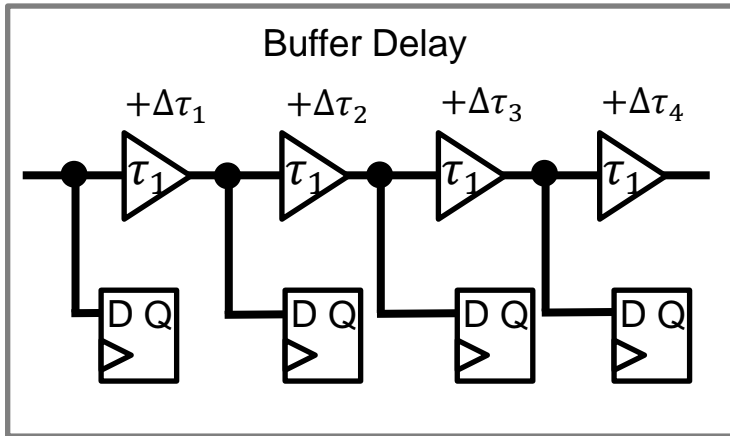 Buffer Delay
+Δτ₁ +Δτ₂ +Δτ₃ +Δτ₄
τ₁ τ₁ τ₁ τ₁
D Q D Q D Q D Q